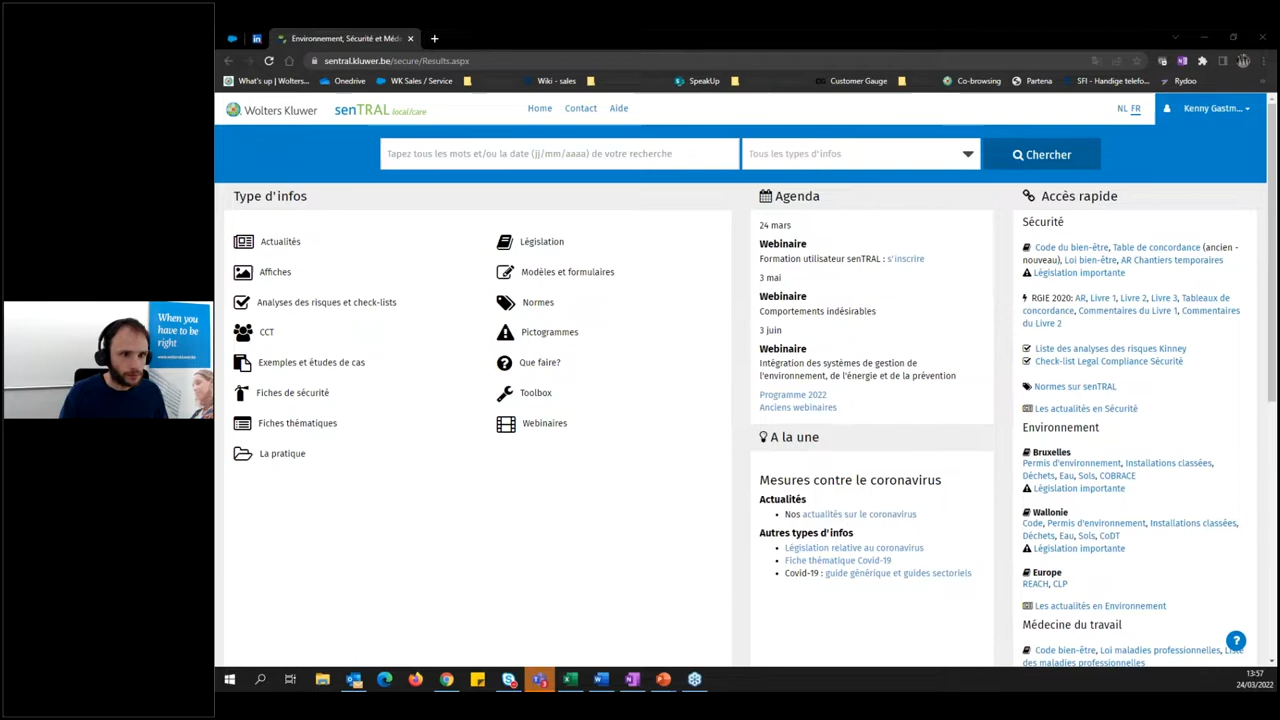 Environnement, Sécurité et Méde
sentral.kluwer.be/secure/Results.aspx
What's up | Wolters...
Onedrive
WK Sales / Service
Wiki - sales
SpeakUp
Customer Gauge
Co-browsing
Partena
SFI - Handige telefo...
Rydoo
Wolters Kluwer
senTRAL local/care
Home
Contact
Aide
NL FR
Kenny Gastm...
Tapez tous les mots et/ou la date (jj/mm/aaaa) de votre recherche
Tous les types d'infos
Chercher
Type d'infos
Actualités
Affiches
Analyses des risques et check-lists
CCT
Exemples et études de cas
Fiches de sécurité
Fiches thématiques
La pratique
Législation
Modèles et formulaires
Normes
Pictogrammes
Que faire?
Toolbox
Webinaires
Agenda
24 mars
Webinaire
Formation utilisateur senTRAL : s'inscrire
3 mai
Webinaire
Comportements indésirables
3 juin
Webinaire
Intégration des systèmes de gestion de
l'environnement, de l'énergie et de la prévention
Programme 2022
Anciens webinaires
A la une
Mesures contre le coronavirus
Actualités
• Nos actualités sur le coronavirus
Autres types d'infos
• Législation relative au coronavirus
• Fiche thématique Covid-19
• Covid-19 : guide générique et guides sectoriels
Accès rapide
Sécurité
Code du bien-être, Table de concordance (ancien -
nouveau), Loi bien-être, AR Chantiers temporaires
Législation importante
RGIE 2020: AR, Livre 1, Livre 2, Livre 3, Tableaux de
concordance, Commentaires du Livre 1, Commentaires
du Livre 2
Liste des analyses des risques Kinney
Check-list Legal Compliance Sécurité
Normes sur senTRAL
Les actualités en Sécurité
Environnement
Bruxelles
Permis d'environnement, Installations classées,
Déchets, Eau, Sols, COBRACE
Législation importante
Wallonie
Code, Permis d'environnement, Installations classées,
Déchets, Eau, Sols, CoDT
Législation importante
Europe
REACH, CLP
Les actualités en Environnement
Médecine du travail
Code bien-être, Loi maladies professionnelles, Liste
des maladies professionnelles
?
When you
have to be
right
13:57
24/03/2022